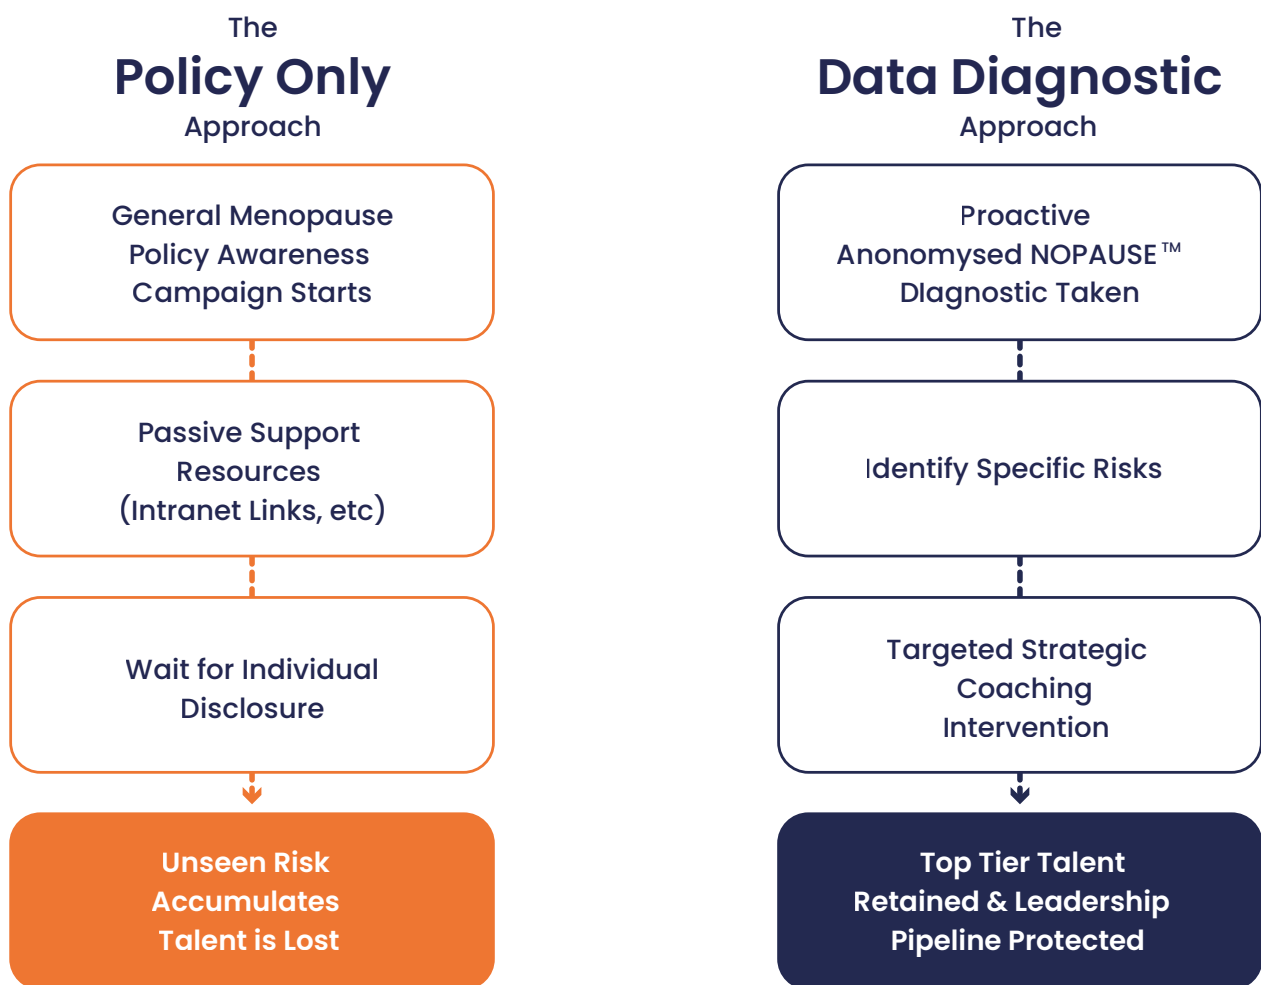 The
Policy Only
Approach
General Menopause
Policy Awareness
Campaign Starts
Passive Support
Resources
(Intranet Links, etc)
Wait for Individual
Disclosure
Unseen Risk
Accumulates
Talent is Lost
The
Data Diagnostic
Approach
Proactive
Anonomysed NOPAUSE™
DIagnostic Taken
Identify Specific Risks
Targeted Strategic
Coaching
Intervention
Top Tier Talent
Retained & Leadership
Pipeline Protected